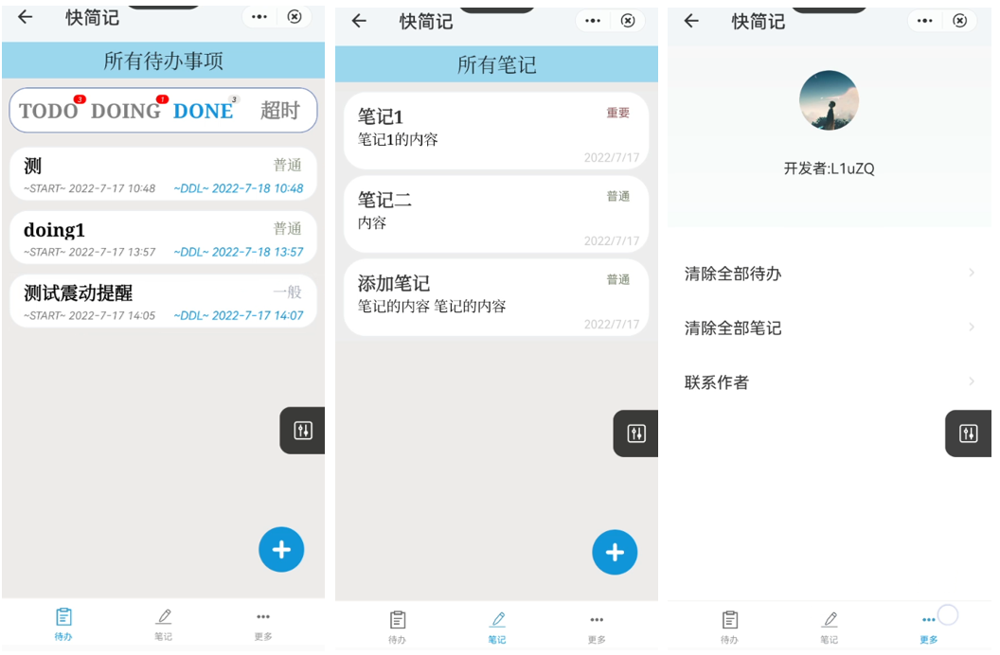 快简记
所有待办事项
TODO 3 DOING 1 DONE 3 超时
测 普通
~START~ 2022-7-17 10:48 ~DDL~ 2022-7-18 10:48
doing1 普通
~START~ 2022-7-17 13:57 ~DDL~ 2022-7-18 13:57
测试震动提醒 一般
~START~ 2022-7-17 14:05 ~DDL~ 2022-7-17 14:07
待办 笔记 更多
快简记
所有笔记
笔记1 重要
笔记1的内容
2022/7/17
笔记二 普通
内容
2022/7/17
添加笔记 普通
笔记的内容 笔记的内容
2022/7/17
待办 笔记 更多
快简记
开发者:L1uZQ
清除全部待办
清除全部笔记
联系作者
待办 笔记 更多